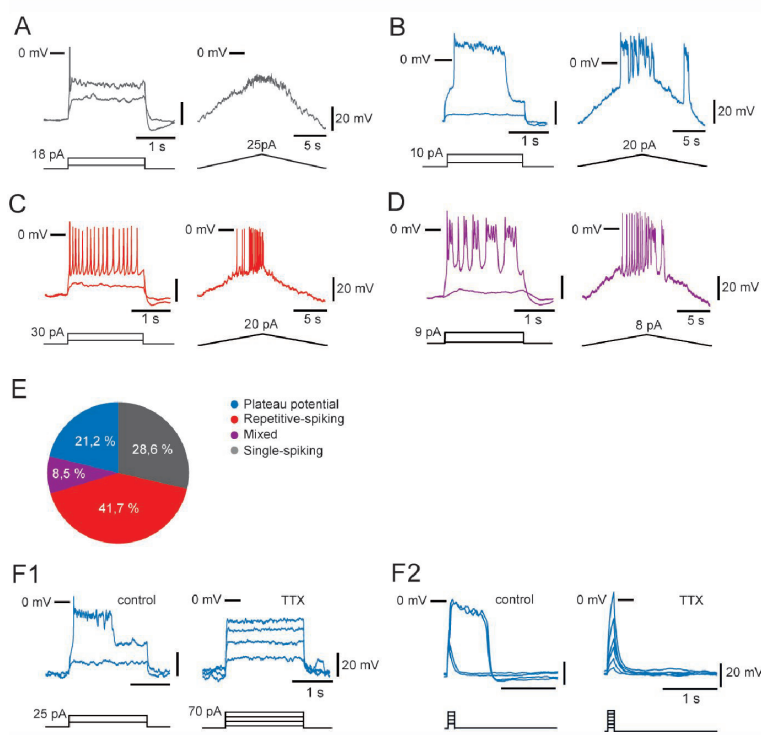 A
B
0 mV
0 mV
0 mV
20 mV
20 mV
1 s
5 s
1 s
5 s
18 pA
25pA
10 pA
20 pA
C
D
0 mV
0 mV
0 mV
0 mV
20 mV
20 mV
1 s
5 s
1 s
5 s
30 pA
20 pA
9 pA
8 pA
E
Plateau potential
Repetitive-spiking
Mixed
Single-spiking
21,2 %
28,6 %
8,5 %
41,7 %
F1
F2
control
TTX
control
TTX
0 mV
0 mV
0 mV
0 mV
20 mV
20 mV
1 s
1 s
25 pA
70 pA